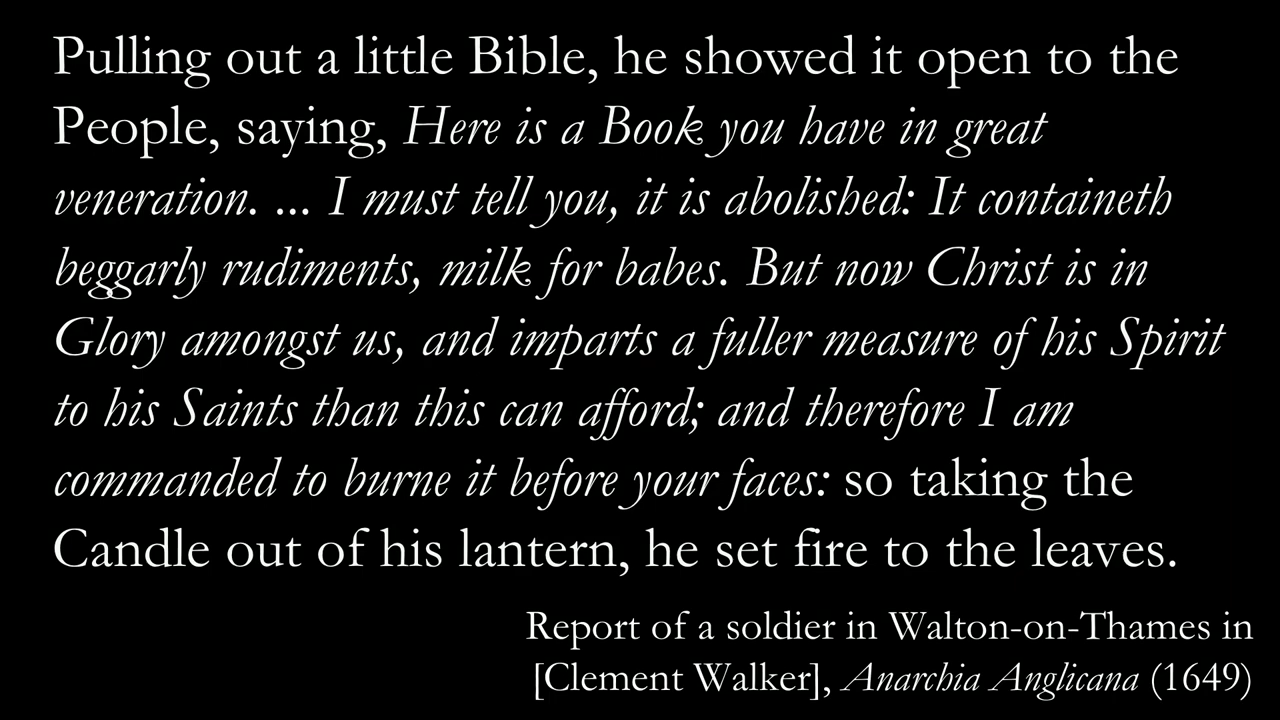 Pulling out a little Bible, he showed it open to the
People, saying, Here is a Book you have in great
veneration. ... I must tell you, it is abolished: It containeth
beggarly rudiments, milk for babes. But now Christ is in
Glory amongst us, and imparts a fuller measure of his Spirit
to his Saints than this can afford; and therefore I am
commanded to burne it before your faces: so taking the
Candle out of his lantern, he set fire to the leaves.
Report of a soldier in Walton-on-Thames in
[Clement Walker], Anarchia Anglicana (1649)